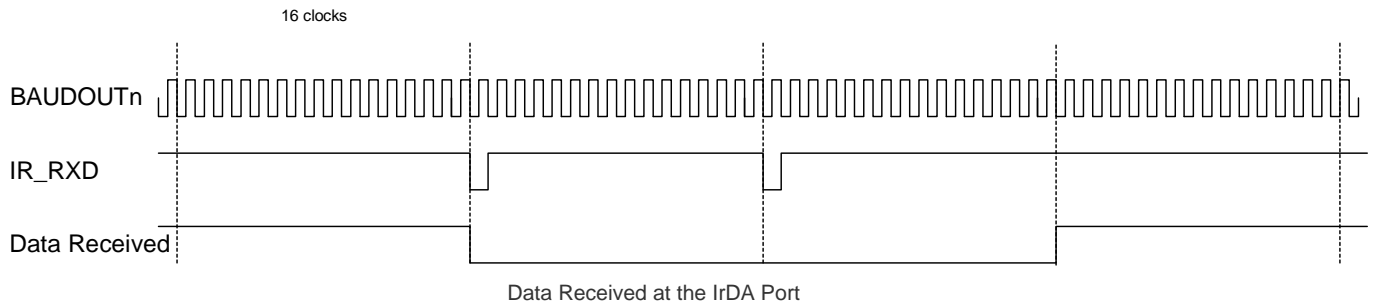 16 clocks
BAUDOUTn
IR_RXD
Data Received
Data Received at the IrDA Port